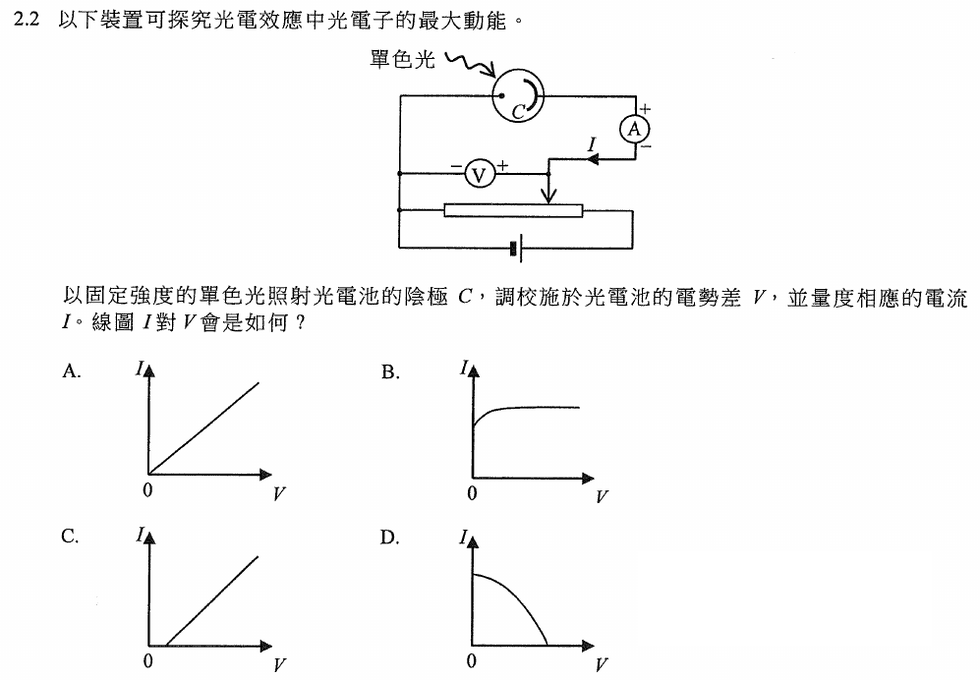 2.2 以下裝置可探究光電效應中光電子的最大動能。
單色光
C
+
A
−
I
− V +
以固定強度的單色光照射光電池的陰極 C，調校施於光電池的電勢差 V，並量度相應的電流
I。線圖 I 對 V 會是如何？
A. I 0 V
B. I 0 V
C. I 0 V
D. I 0 V